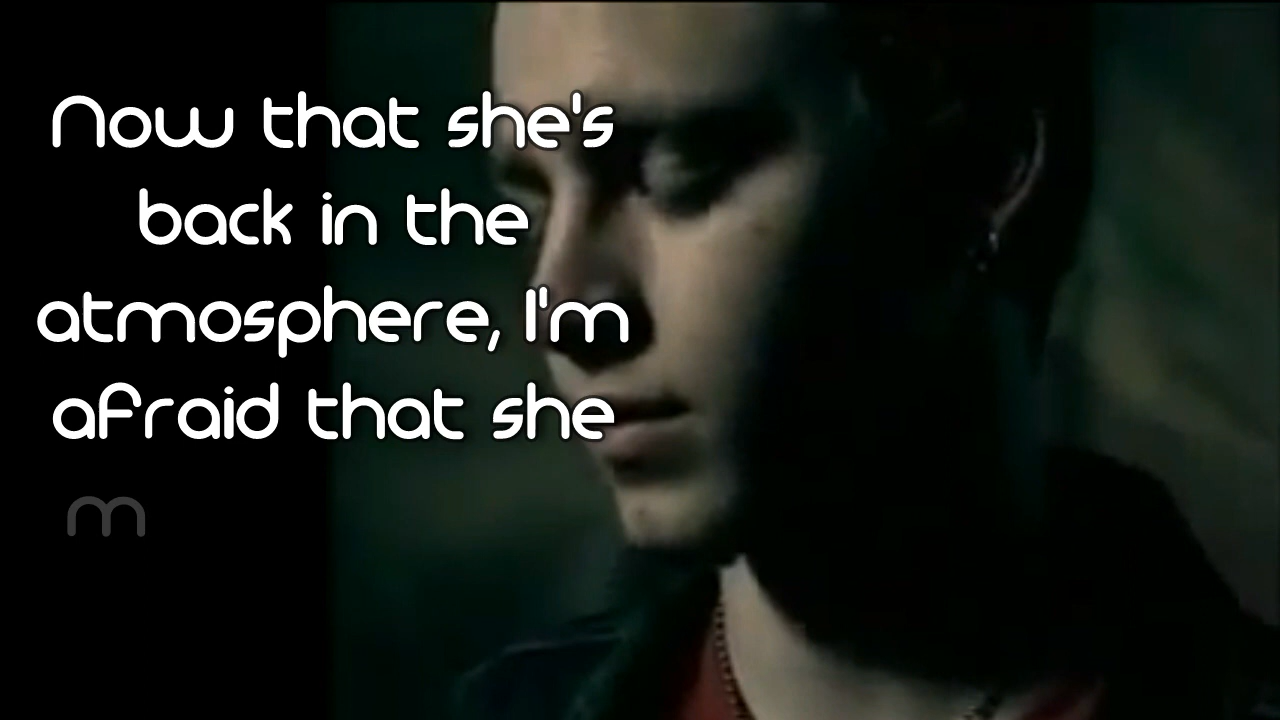 Now that she's
back in the
atmosphere, I'm
afraid that she
m